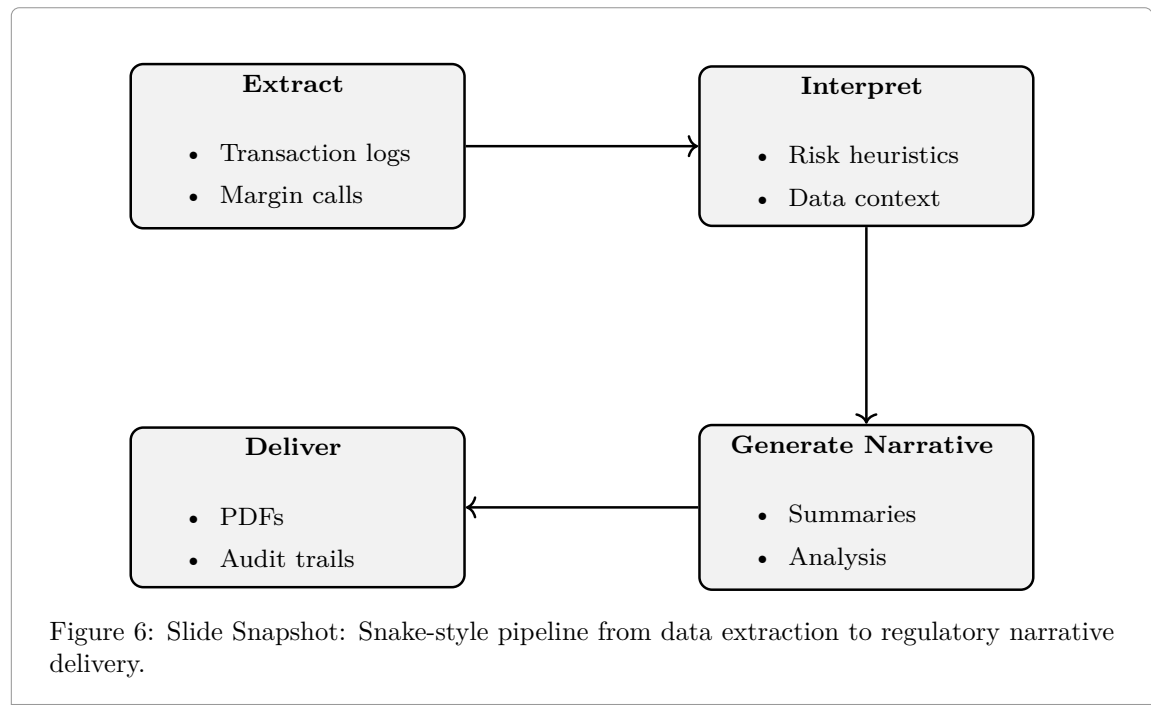 Extract
• Transaction logs
• Margin calls
Interpret
• Risk heuristics
• Data context
Generate Narrative
• Summaries
• Analysis
Deliver
• PDFs
• Audit trails
Figure 6: Slide Snapshot: Snake-style pipeline from data extraction to regulatory narrative
delivery.